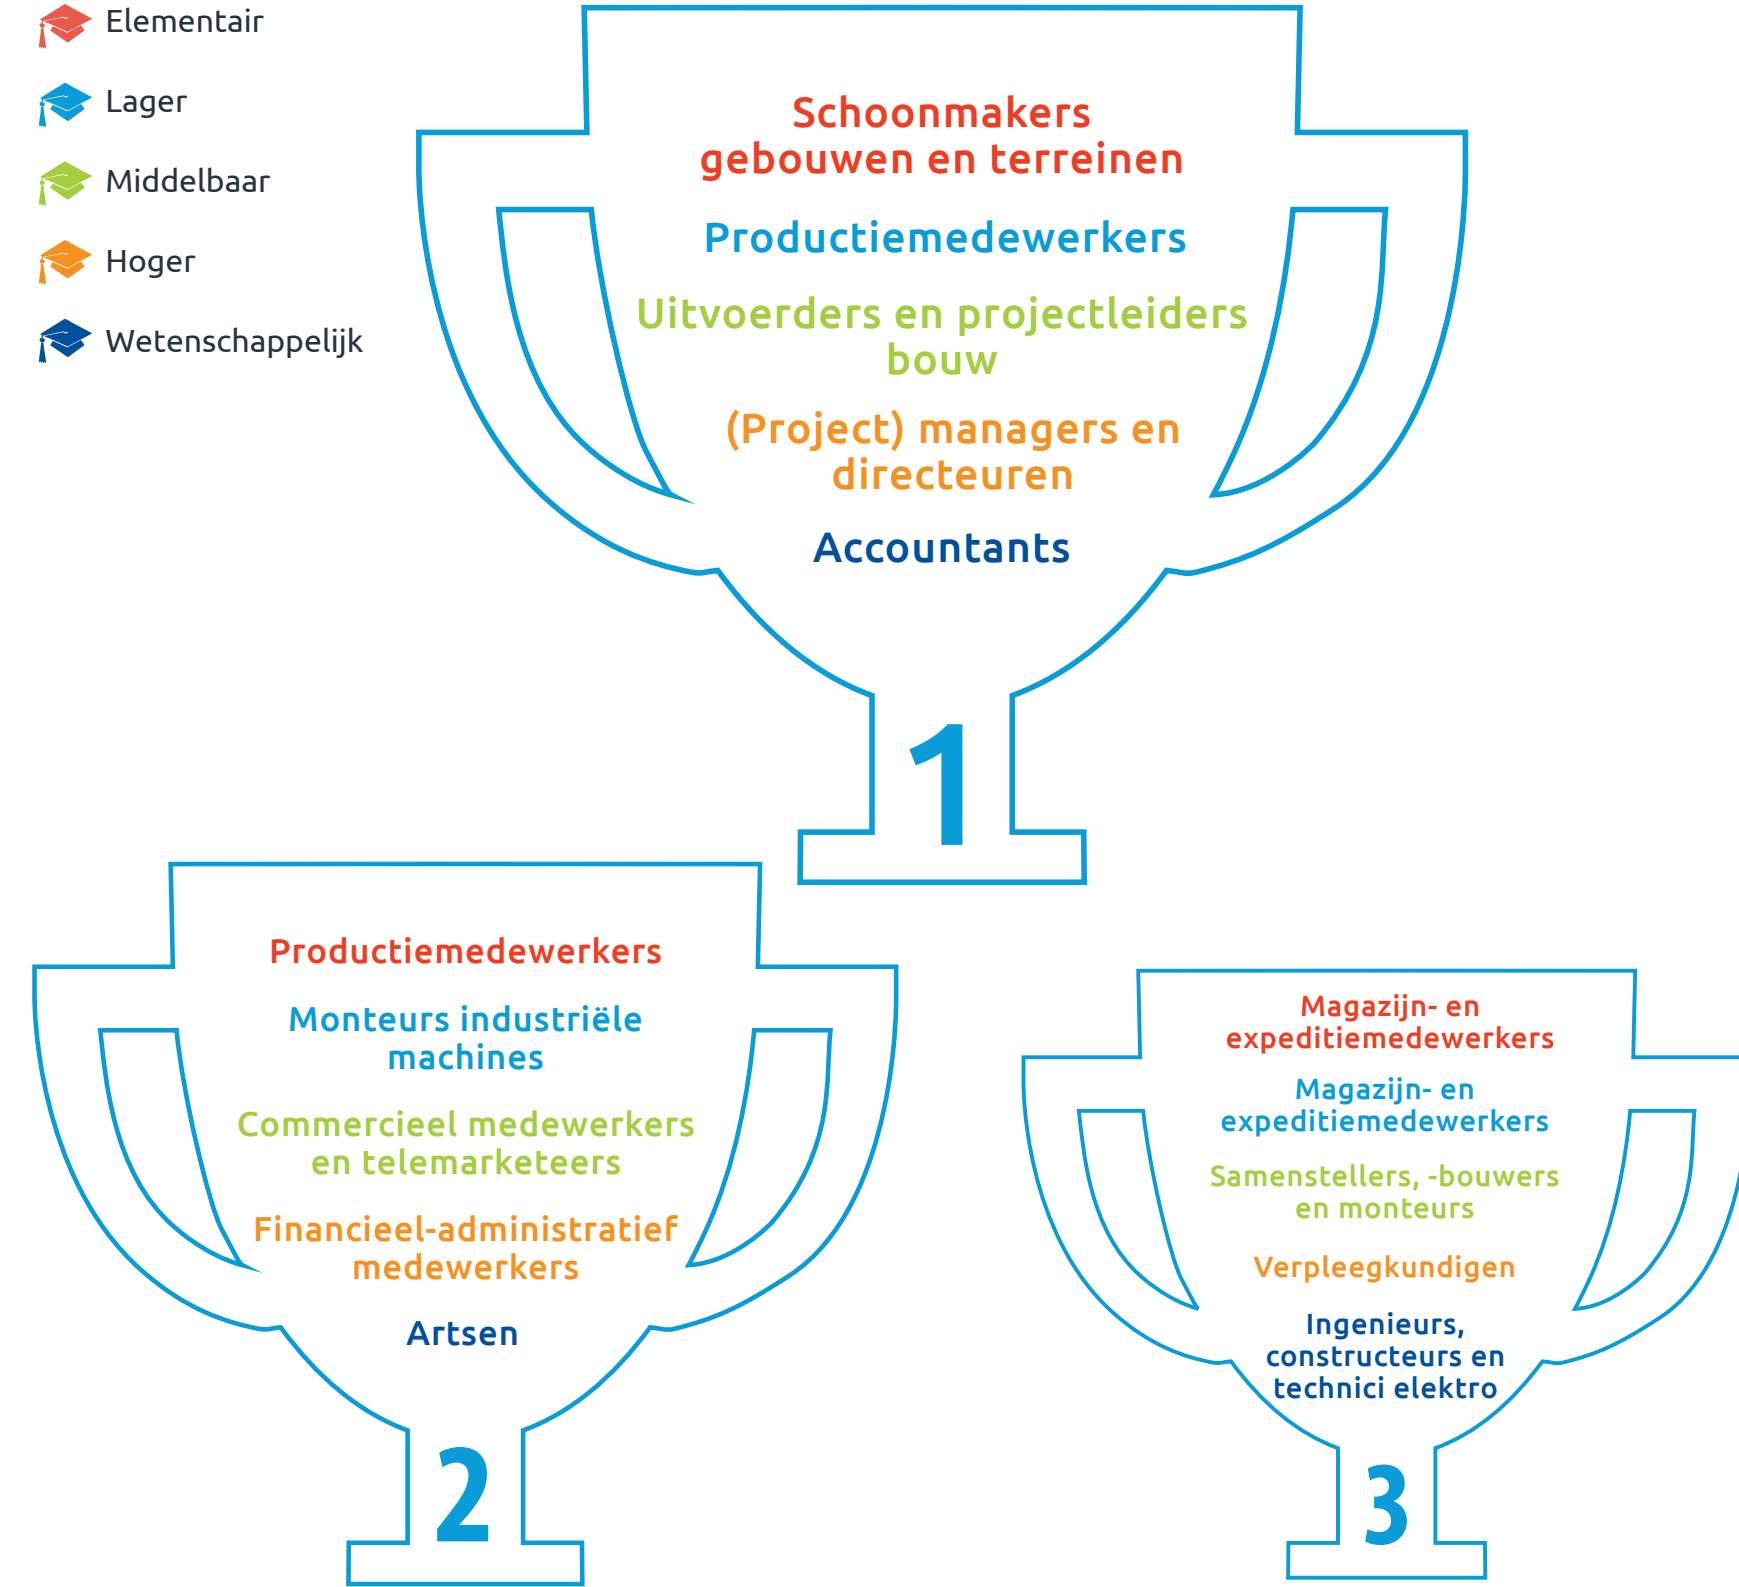 Elementair
Lager
Middelbaar
Hoger
Wetenschappelijk
Schoonmakers
gebouwen en terreinen
Productiemedewerkers
Uitvoerders en projectleiders
bouw
(Project) managers en
directeuren
Accountants
1
Productiemedewerkers
Monteurs industriële
machines
Commercieel medewerkers
en telemarketeers
Financieel-administratief
medewerkers
Artsen
2
Magazijn- en
expeditiemedewerkers
Magazijn- en
expeditiemedewerkers
Samenstellers, -bouwers
en monteurs
Verpleegkundigen
Ingenieurs,
constructeurs en
technici elektro
3